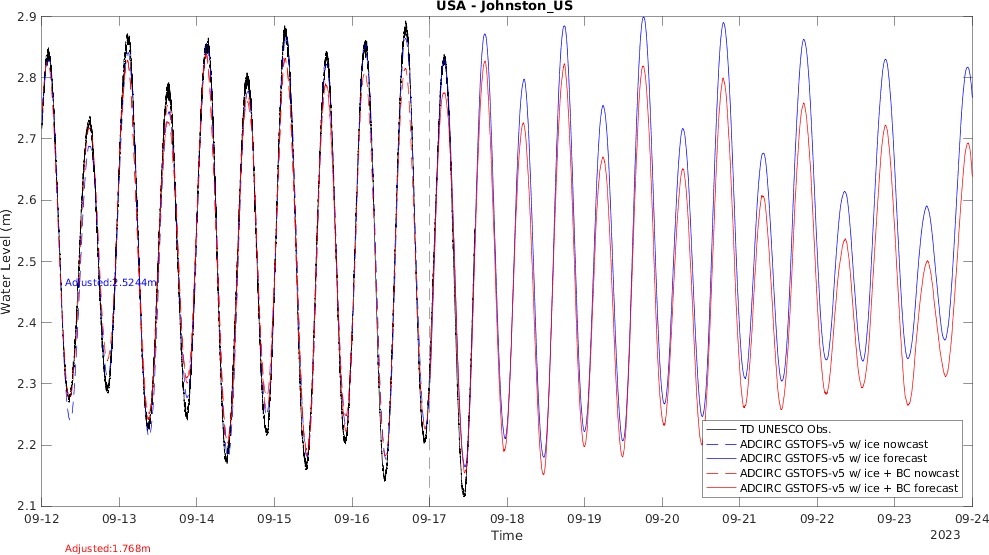 USA - Johnston_US
2.9
2.8
2.7
2.6
2.5
2.4
2.3
2.2
2.1
Water Level (m)
Adjusted:2.5244m
TD UNESCO Obs.
ADCIRC GSTOFS-v5 w/ ice nowcast
ADCIRC GSTOFS-v5 w/ ice forecast
ADCIRC GSTOFS-v5 w/ ice + BC nowcast
ADCIRC GSTOFS-v5 w/ ice + BC forecast
09-12 09-13 09-14 09-15 09-16 09-17 09-18 09-19 09-20 09-21 09-22 09-23 09-24
Time
2023
Adjusted:1.768m